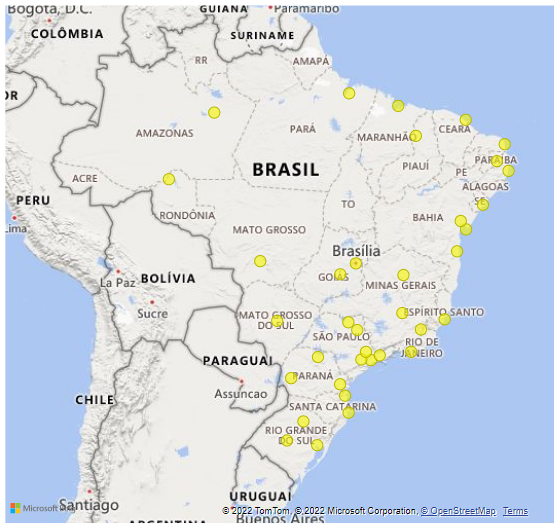 Bogotá, D.C.
COLÔMBIA
GUIANA
Paramaribo
SURINAME
RR
AMAPÁ
OR
AMAZONAS
PARÁ
MARANHÃO
CEARÁ
PIAUÍ
PARAÍBA
PE
ALAGOAS
SE
ACRE
BRASIL
TO
PERU
Lima
RONDÔNIA
MATO GROSSO
BAHIA
Brasília
GOIÁS
BOLÍVIA
La Paz
Sucre
MINAS GERAIS
MATO GROSSO
DO SUL
ESPÍRITO SANTO
SÃO PAULO
RIO DE
JANEIRO
PARAGUAI
Assuncao
PARANÁ
CHILE
SANTA CATARINA
RIO GRANDE
DO SUL
URUGUAI
Santiago
Buenos Aires
ARGENTINA
Microsoft
© 2022 TomTom, © 2022 Microsoft Corporation, © OpenStreetMap Terms